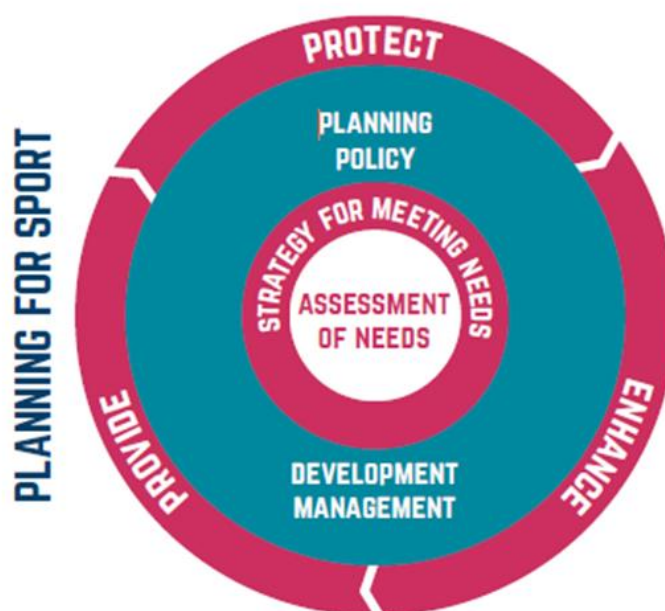 PLANNING FOR SPORT
PROTECT
PLANNING
POLICY
STRATEGY FOR MEETING NEEDS
ASSESSMENT
OF NEEDS
DEVELOPMENT
MANAGEMENT
PROVIDE
ENHANCE